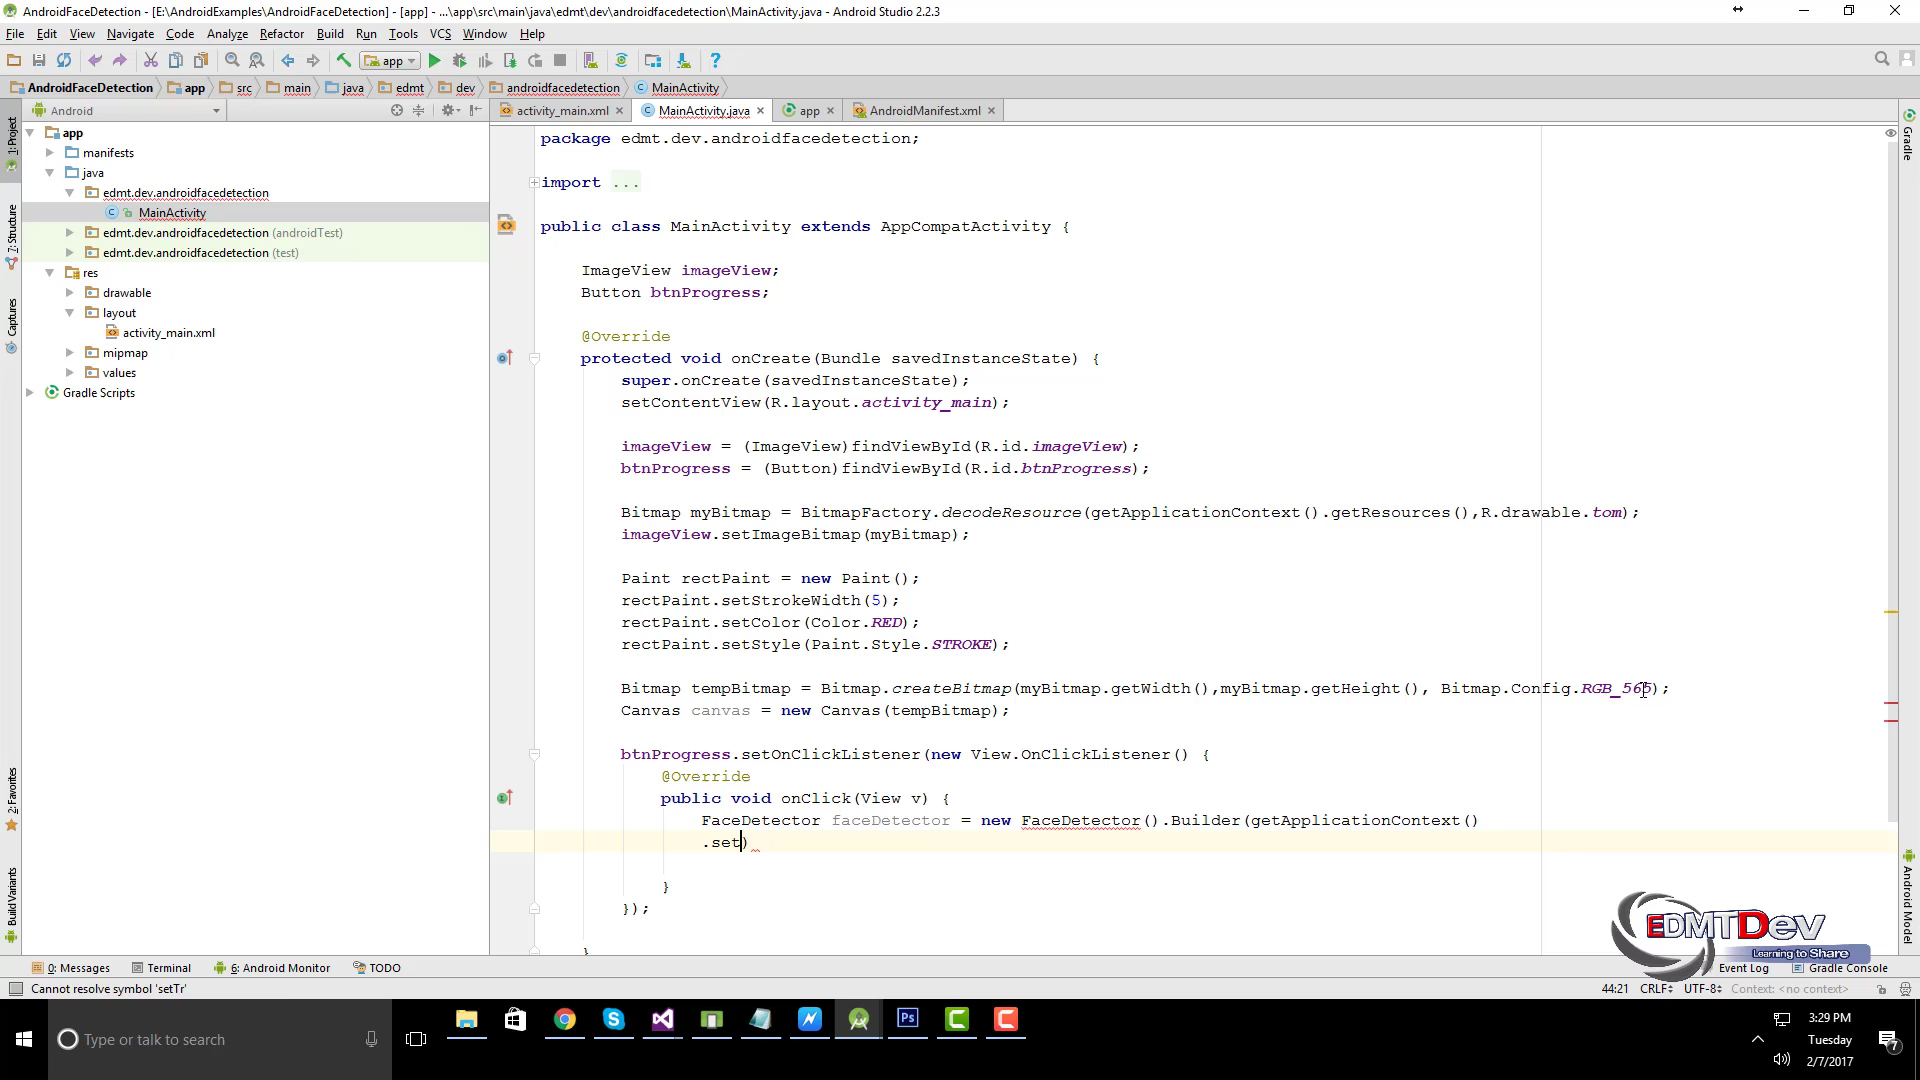 AndroidFaceDetection - [E:\AndroidExamples\AndroidFaceDetection] - [app] - ...\app\src\main\java\edmt\dev\androidfacedetection\MainActivity.java - Android Studio 2.2.3
File Edit View Navigate Code Analyze Refactor Build Run Tools VCS Window Help
app
AndroidFaceDetection app src main java edmt dev androidfacedetection MainActivity
Android
activity_main.xml MainActivity.java app AndroidManifest.xml
1: Project
7: Structure
Captures
2: Favorites
Build Variants
app
manifests
java
edmt.dev.androidfacedetection
MainActivity
edmt.dev.androidfacedetection (androidTest)
edmt.dev.androidfacedetection (test)
res
drawable
layout
activity_main.xml
mipmap
values
Gradle Scripts
package edmt.dev.androidfacedetection;
import ...
public class MainActivity extends AppCompatActivity {
ImageView imageView;
Button btnProgress;
@Override
protected void onCreate(Bundle savedInstanceState) {
super.onCreate(savedInstanceState);
setContentView(R.layout.activity_main);
imageView = (ImageView)findViewById(R.id.imageView);
btnProgress = (Button)findViewById(R.id.btnProgress);
Bitmap myBitmap = BitmapFactory.decodeResource(getApplicationContext().getResources(),R.drawable.tom);
imageView.setImageBitmap(myBitmap);
Paint rectPaint = new Paint();
rectPaint.setStrokeWidth(5);
rectPaint.setColor(Color.RED);
rectPaint.setStyle(Paint.Style.STROKE);
Bitmap tempBitmap = Bitmap.createBitmap(myBitmap.getWidth(),myBitmap.getHeight(), Bitmap.Config.RGB_565);
Canvas canvas = new Canvas(tempBitmap);
btnProgress.setOnClickListener(new View.OnClickListener() {
@Override
public void onClick(View v) {
FaceDetector faceDetector = new FaceDetector().Builder(getApplicationContext()
.set)
}
});
}
Gradle
Android Model
EDMTDev
Learning to Share
0: Messages Terminal 6: Android Monitor TODO Event Log Gradle Console
Cannot resolve symbol 'setTr' 44:21 CRLF UTF-8 Context: <no context>
Type or talk to search
Ps
3:29 PM
Tuesday
2/7/2017
7